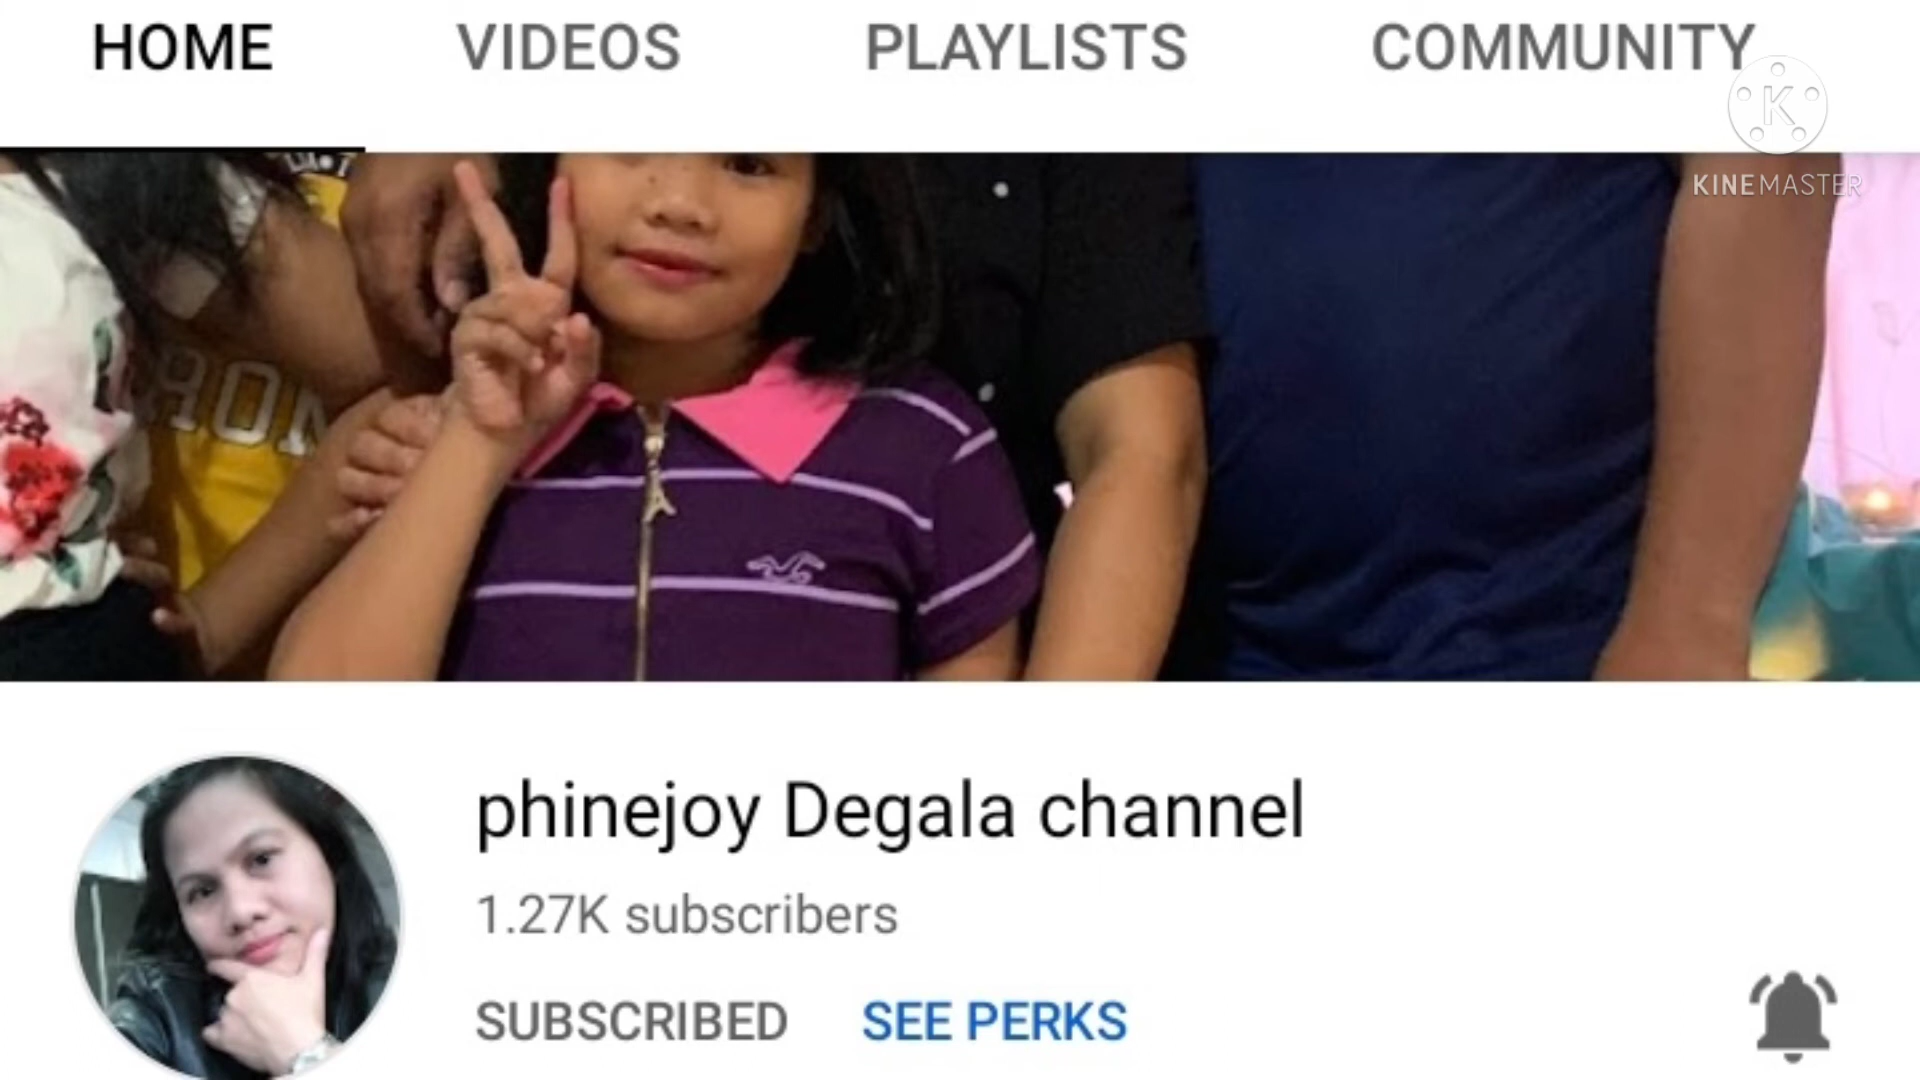 HOME VIDEOS PLAYLISTS COMMUNITY
K
KINEMASTER
phinejoy Degala channel
1.27K subscribers
SUBSCRIBED SEE PERKS